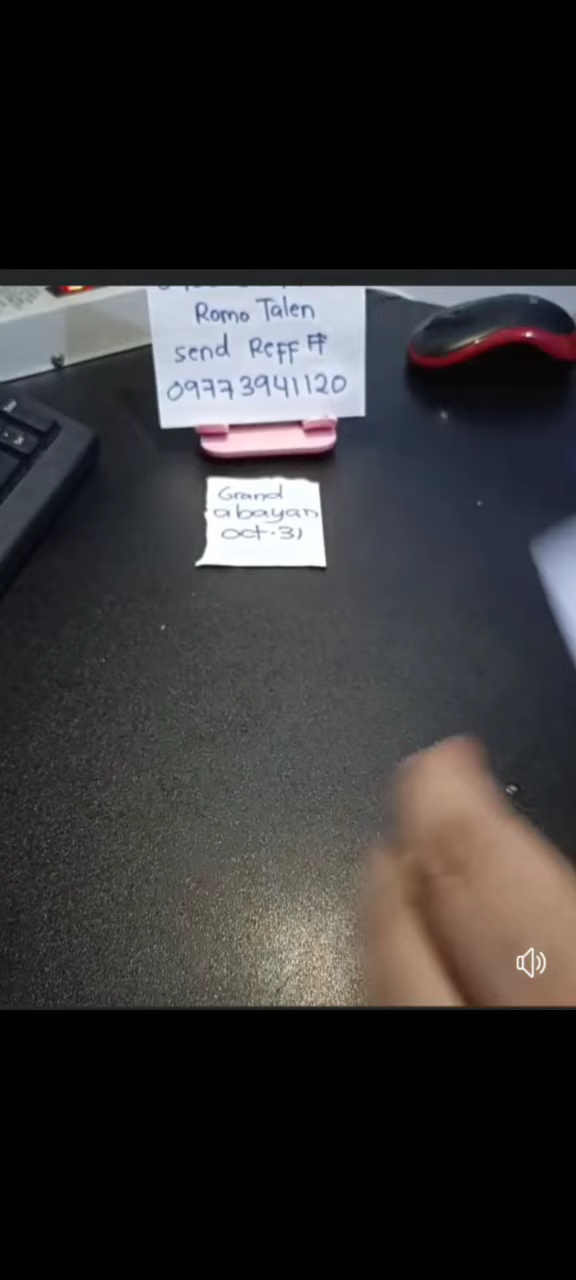 Romo Talen
send Reff #
09773941120
Grand
abayan
oct.31